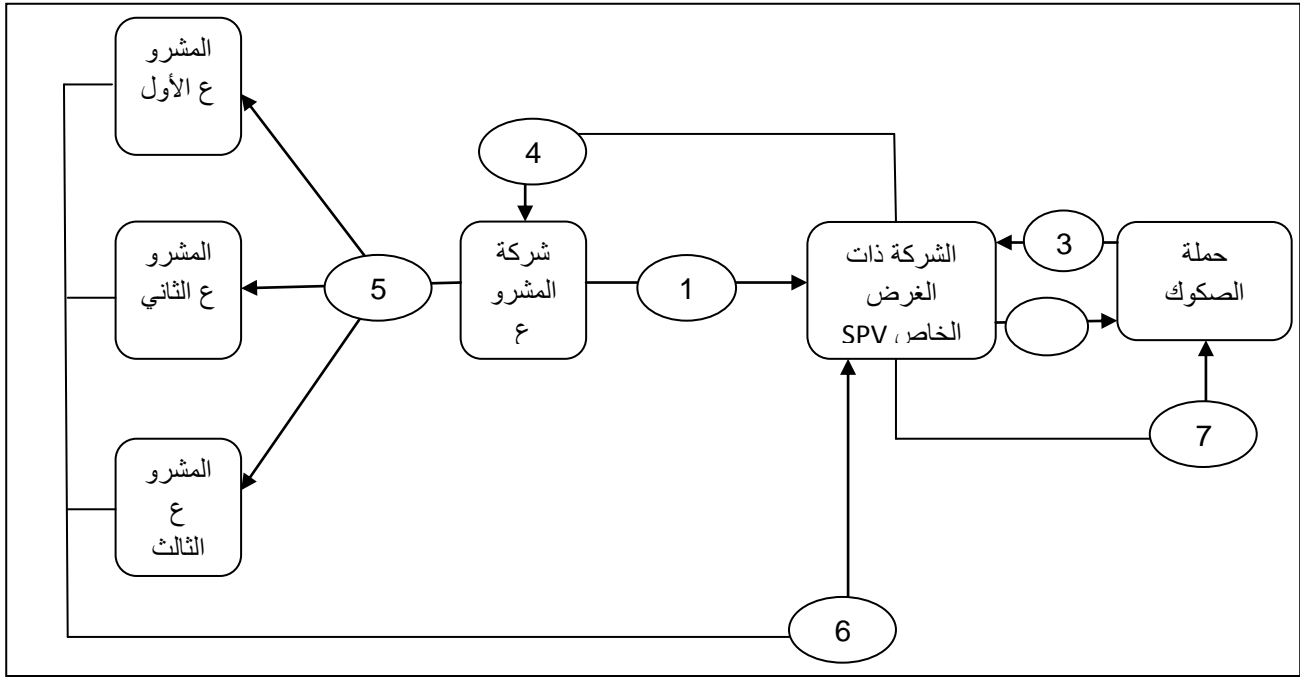 المشرو
ع الأول
4
المشرو
ع الثاني
5
شركة
المشرو
ع
1
الشركة ذات
الغرض
الخاص SPV
3
حملة
الصكوك
7
المشرو
ع
الثالث
6